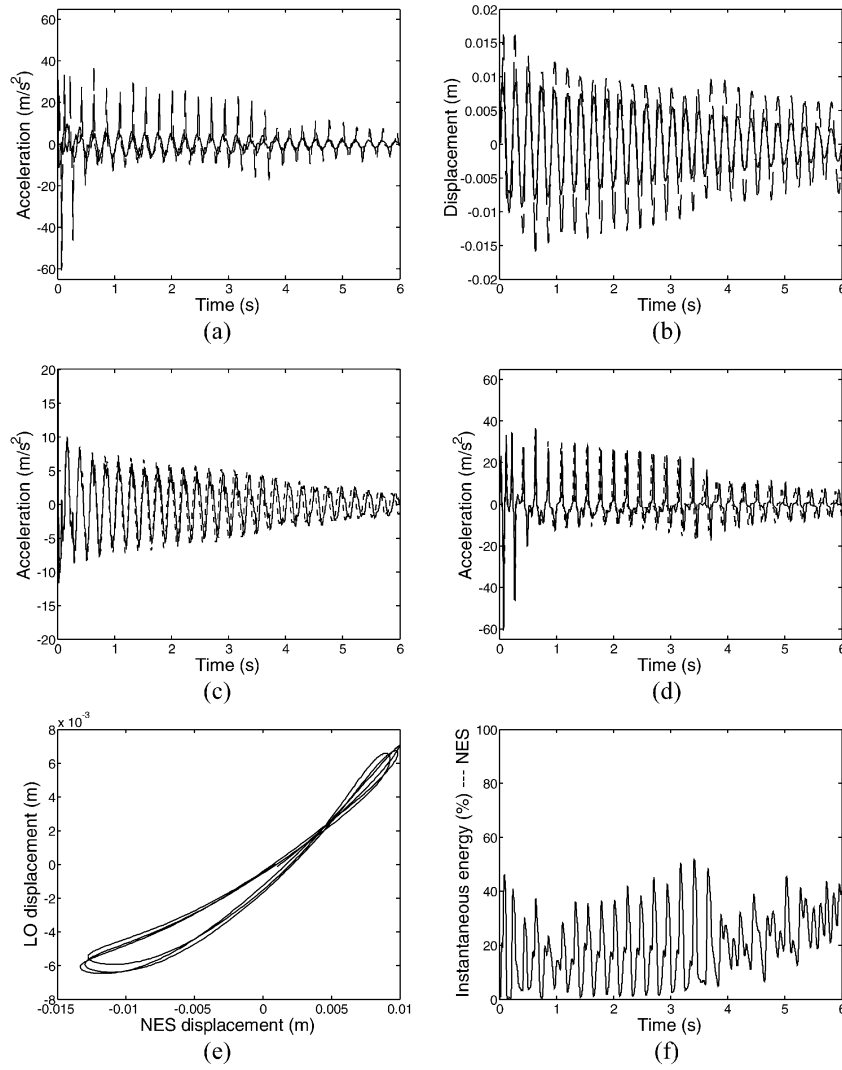 60
40
20
0
-20
-40
-60
Acceleration (m/s²)
0 1 2 3 4 5 6
Time (s)
(a)
0.02
0.015
0.01
0.005
0
-0.005
-0.01
-0.015
-0.02
Displacement (m)
0 1 2 3 4 5 6
Time (s)
(b)
20
15
10
5
0
-5
-10
-15
-20
Acceleration (m/s²)
0 1 2 3 4 5 6
Time (s)
(c)
60
40
20
0
-20
-40
-60
Acceleration (m/s²)
0 1 2 3 4 5 6
Time (s)
(d)
x 10⁻³
8
6
4
2
0
-2
-4
-6
-8
LO displacement (m)
-0.015 -0.01 -0.005 0 0.005 0.01
NES displacement (m)
(e)
100
80
60
40
20
0
Instantaneous energy (%) --- NES
0 1 2 3 4 5 6
Time (s)
(f)